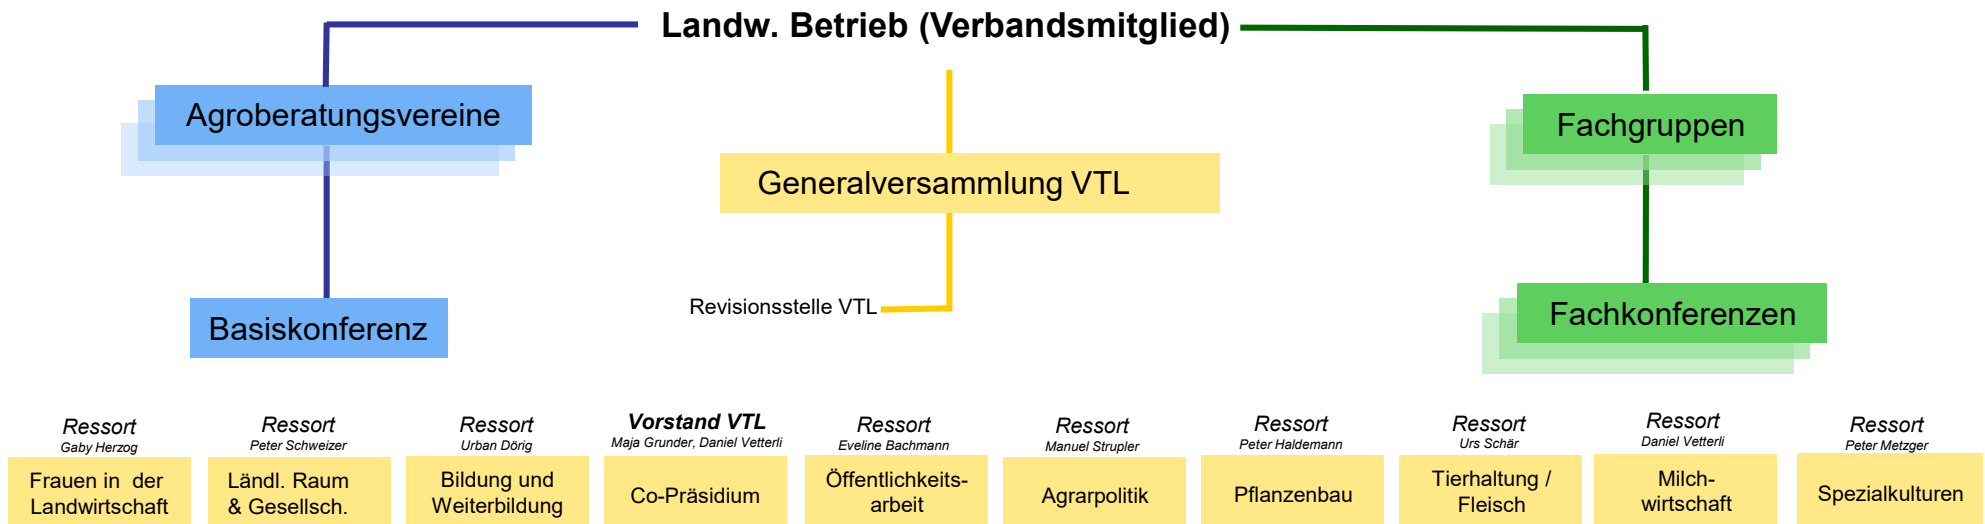 Landw. Betrieb (Verbandsmitglied)
Agroberatungsvereine
Fachgruppen
Generalversammlung VTL
Revisionsstelle VTL
Basiskonferenz
Fachkonferenzen
Ressort
Gaby Herzog
Frauen in der
Landwirtschaft
Ressort
Peter Schweizer
Ländl. Raum
& Gesellsch.
Ressort
Urban Dörig
Bildung und
Weiterbildung
Vorstand VTL
Maja Grunder, Daniel Vetterli
Co-Präsidium
Ressort
Eveline Bachmann
Öffentlichkeits-
arbeit
Ressort
Manuel Strupler
Agrarpolitik
Ressort
Peter Haldemann
Pflanzenbau
Ressort
Urs Schär
Tierhaltung /
Fleisch
Ressort
Daniel Vetterli
Milch-
wirtschaft
Ressort
Peter Metzger
Spezialkulturen